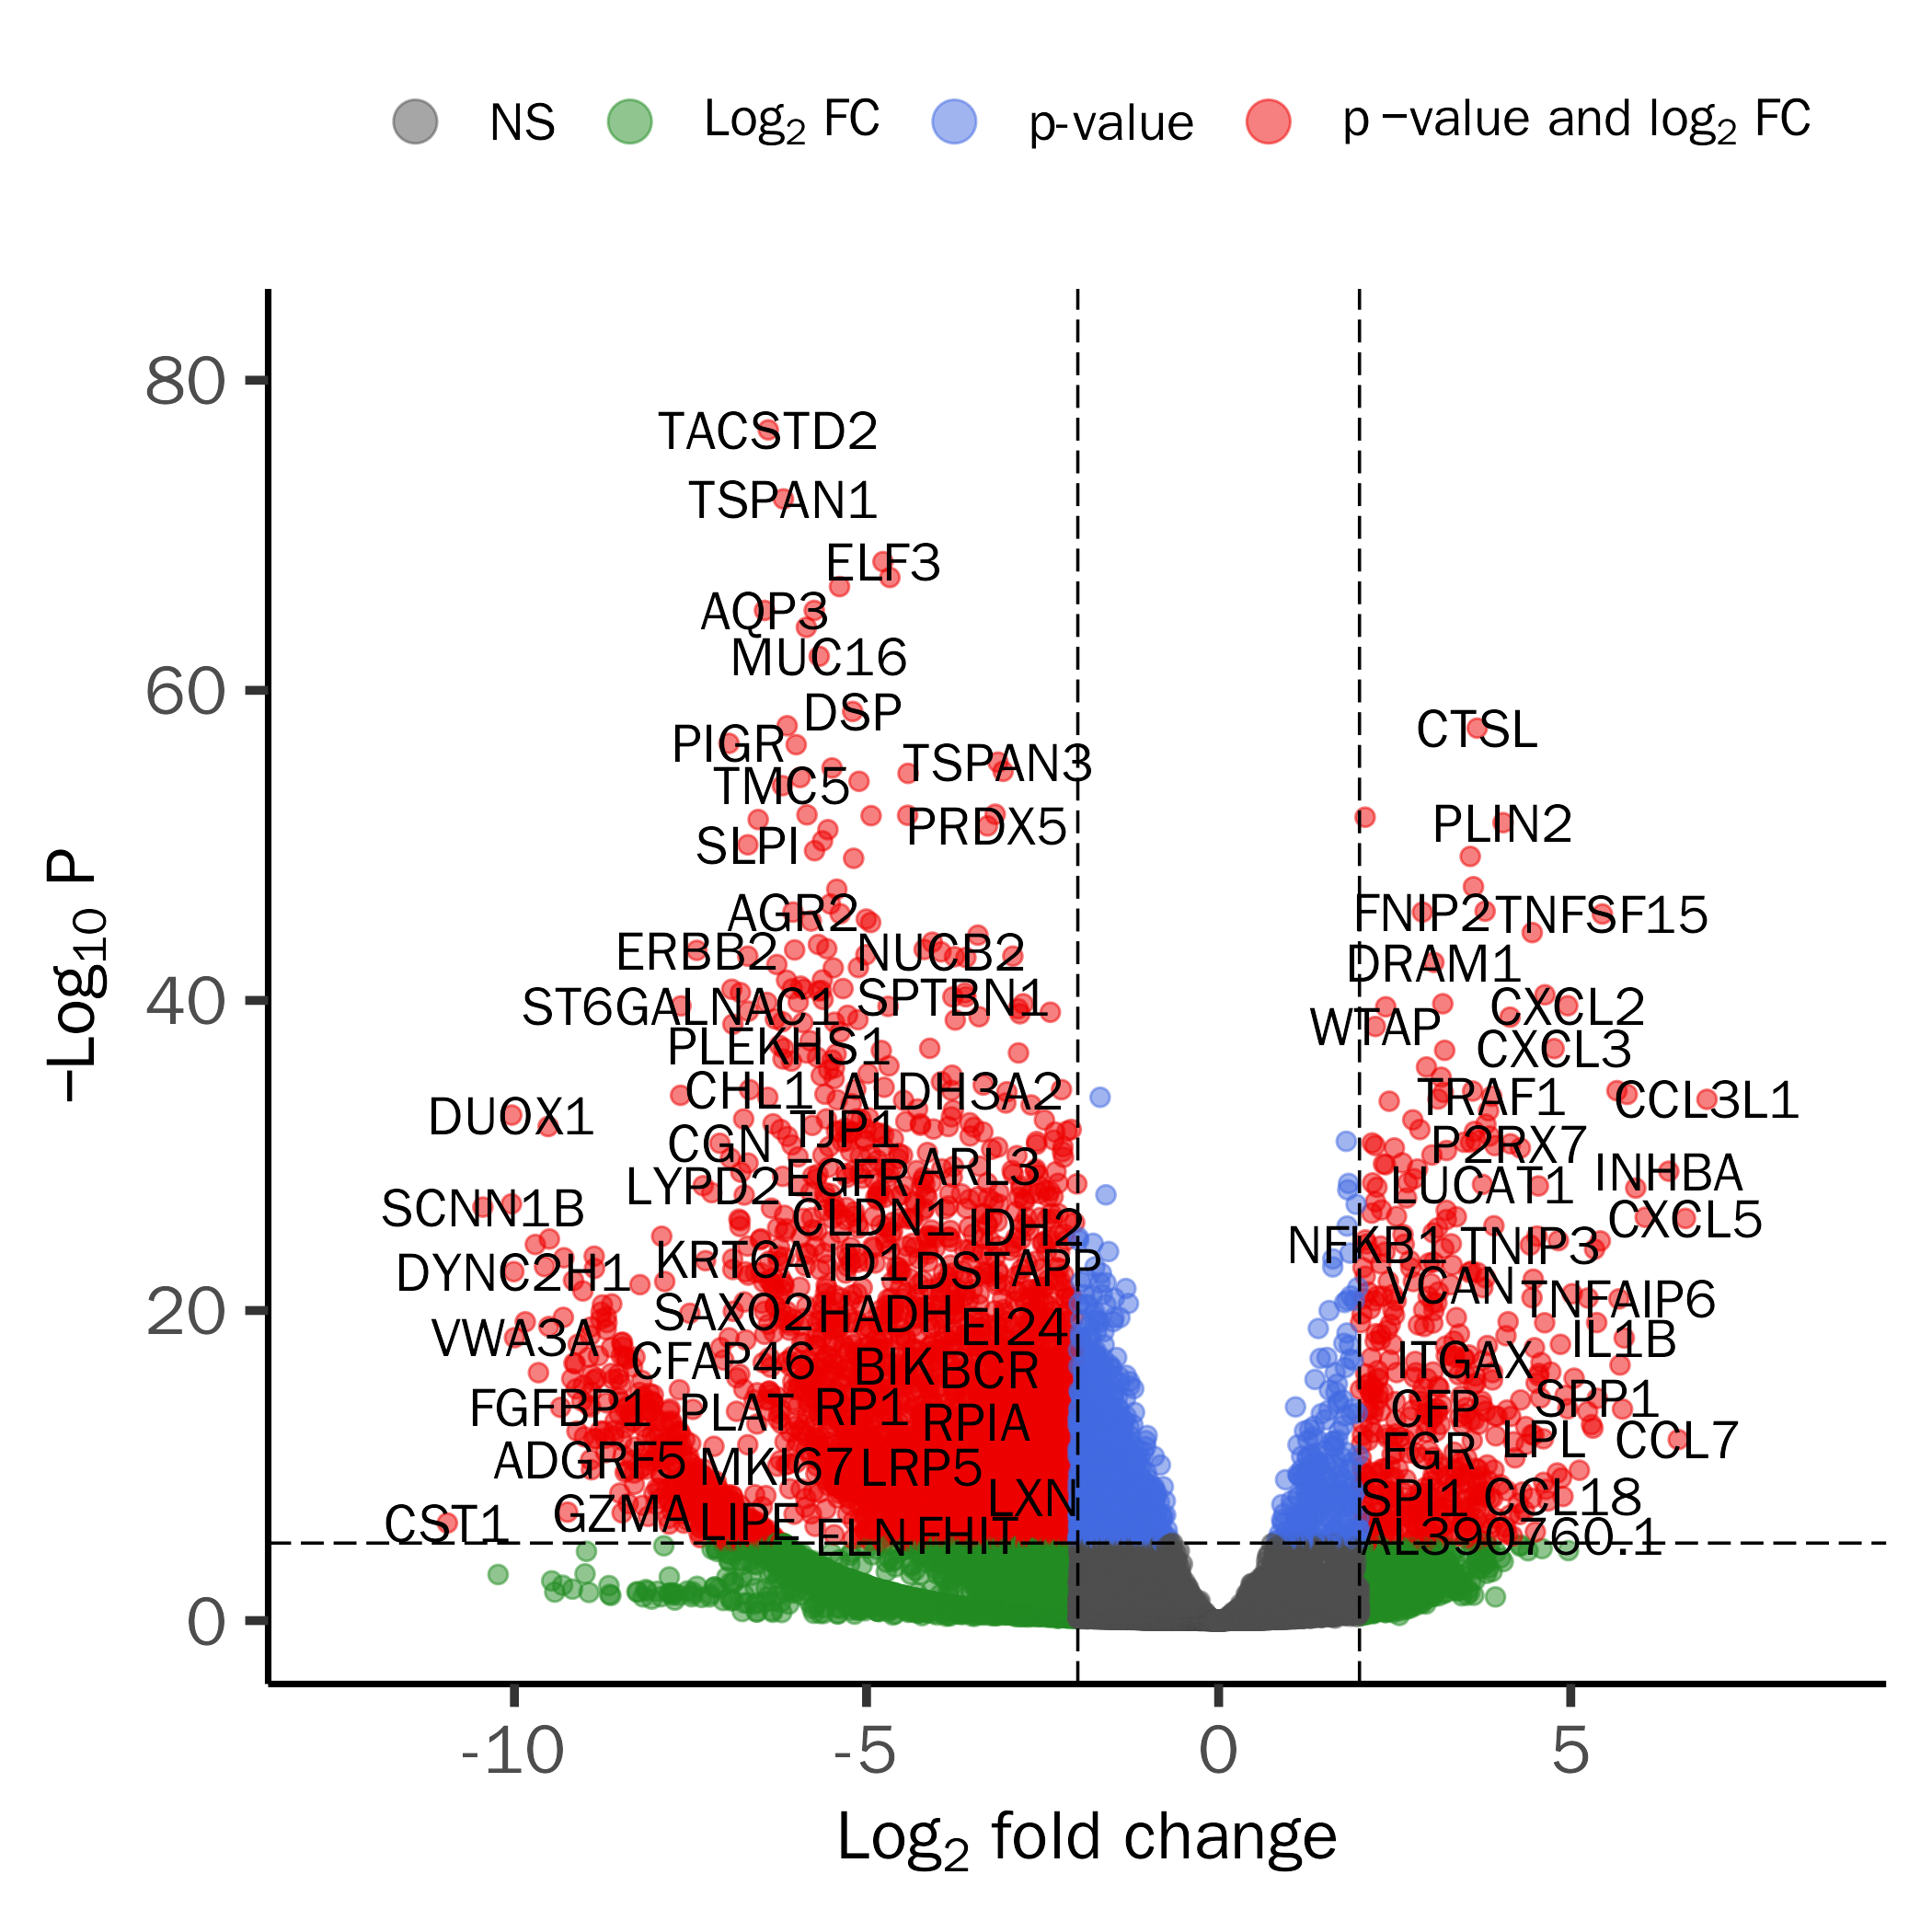 NS Log2 FC p-value p −value and log2 FC
80
TACSTD2
TSPAN1
ELF3
AQP3
MUC16
60
DSP
CTSL
PIGR
TSPAN3
TMC5
PLIN2
PRDX5
SLPI
AGR2
FNIP2 TNFSF15
ERBB2 NUCB2
DRAM1
40
ST6GALNAC1 SPTBN1
CXCL2
WTAP
PLEKHS1
CXCL3
CHL1 ALDH3A2
TRAF1 CCL3L1
DUOX1
TJP1
CGN
P2RX7
EGFR ARL3
INHBA
LYPD2
LUCAT1
SCNN1B
CLDN1 IDH2
CXCL5
NFKB1 TNIP3
KRT6A ID1 DSTAPP
DYNC2H1
VCAN TNFAIP6
20
SAXO2 HADH EI24
VWA3A
IL1B
CFAP46 BIK BCR
ITGAX
SPP1
FGFBP1 PLAT RP1
CFP
RPIA
LPL CCL7
FGR
ADGRF5 MKI67 LRP5
LXN
SPI1 CCL18
CST1 GZMA LIPE
ELN FHIT
AL390760.1
0
−Log10 P
-10 -5 0 5
Log2 fold change